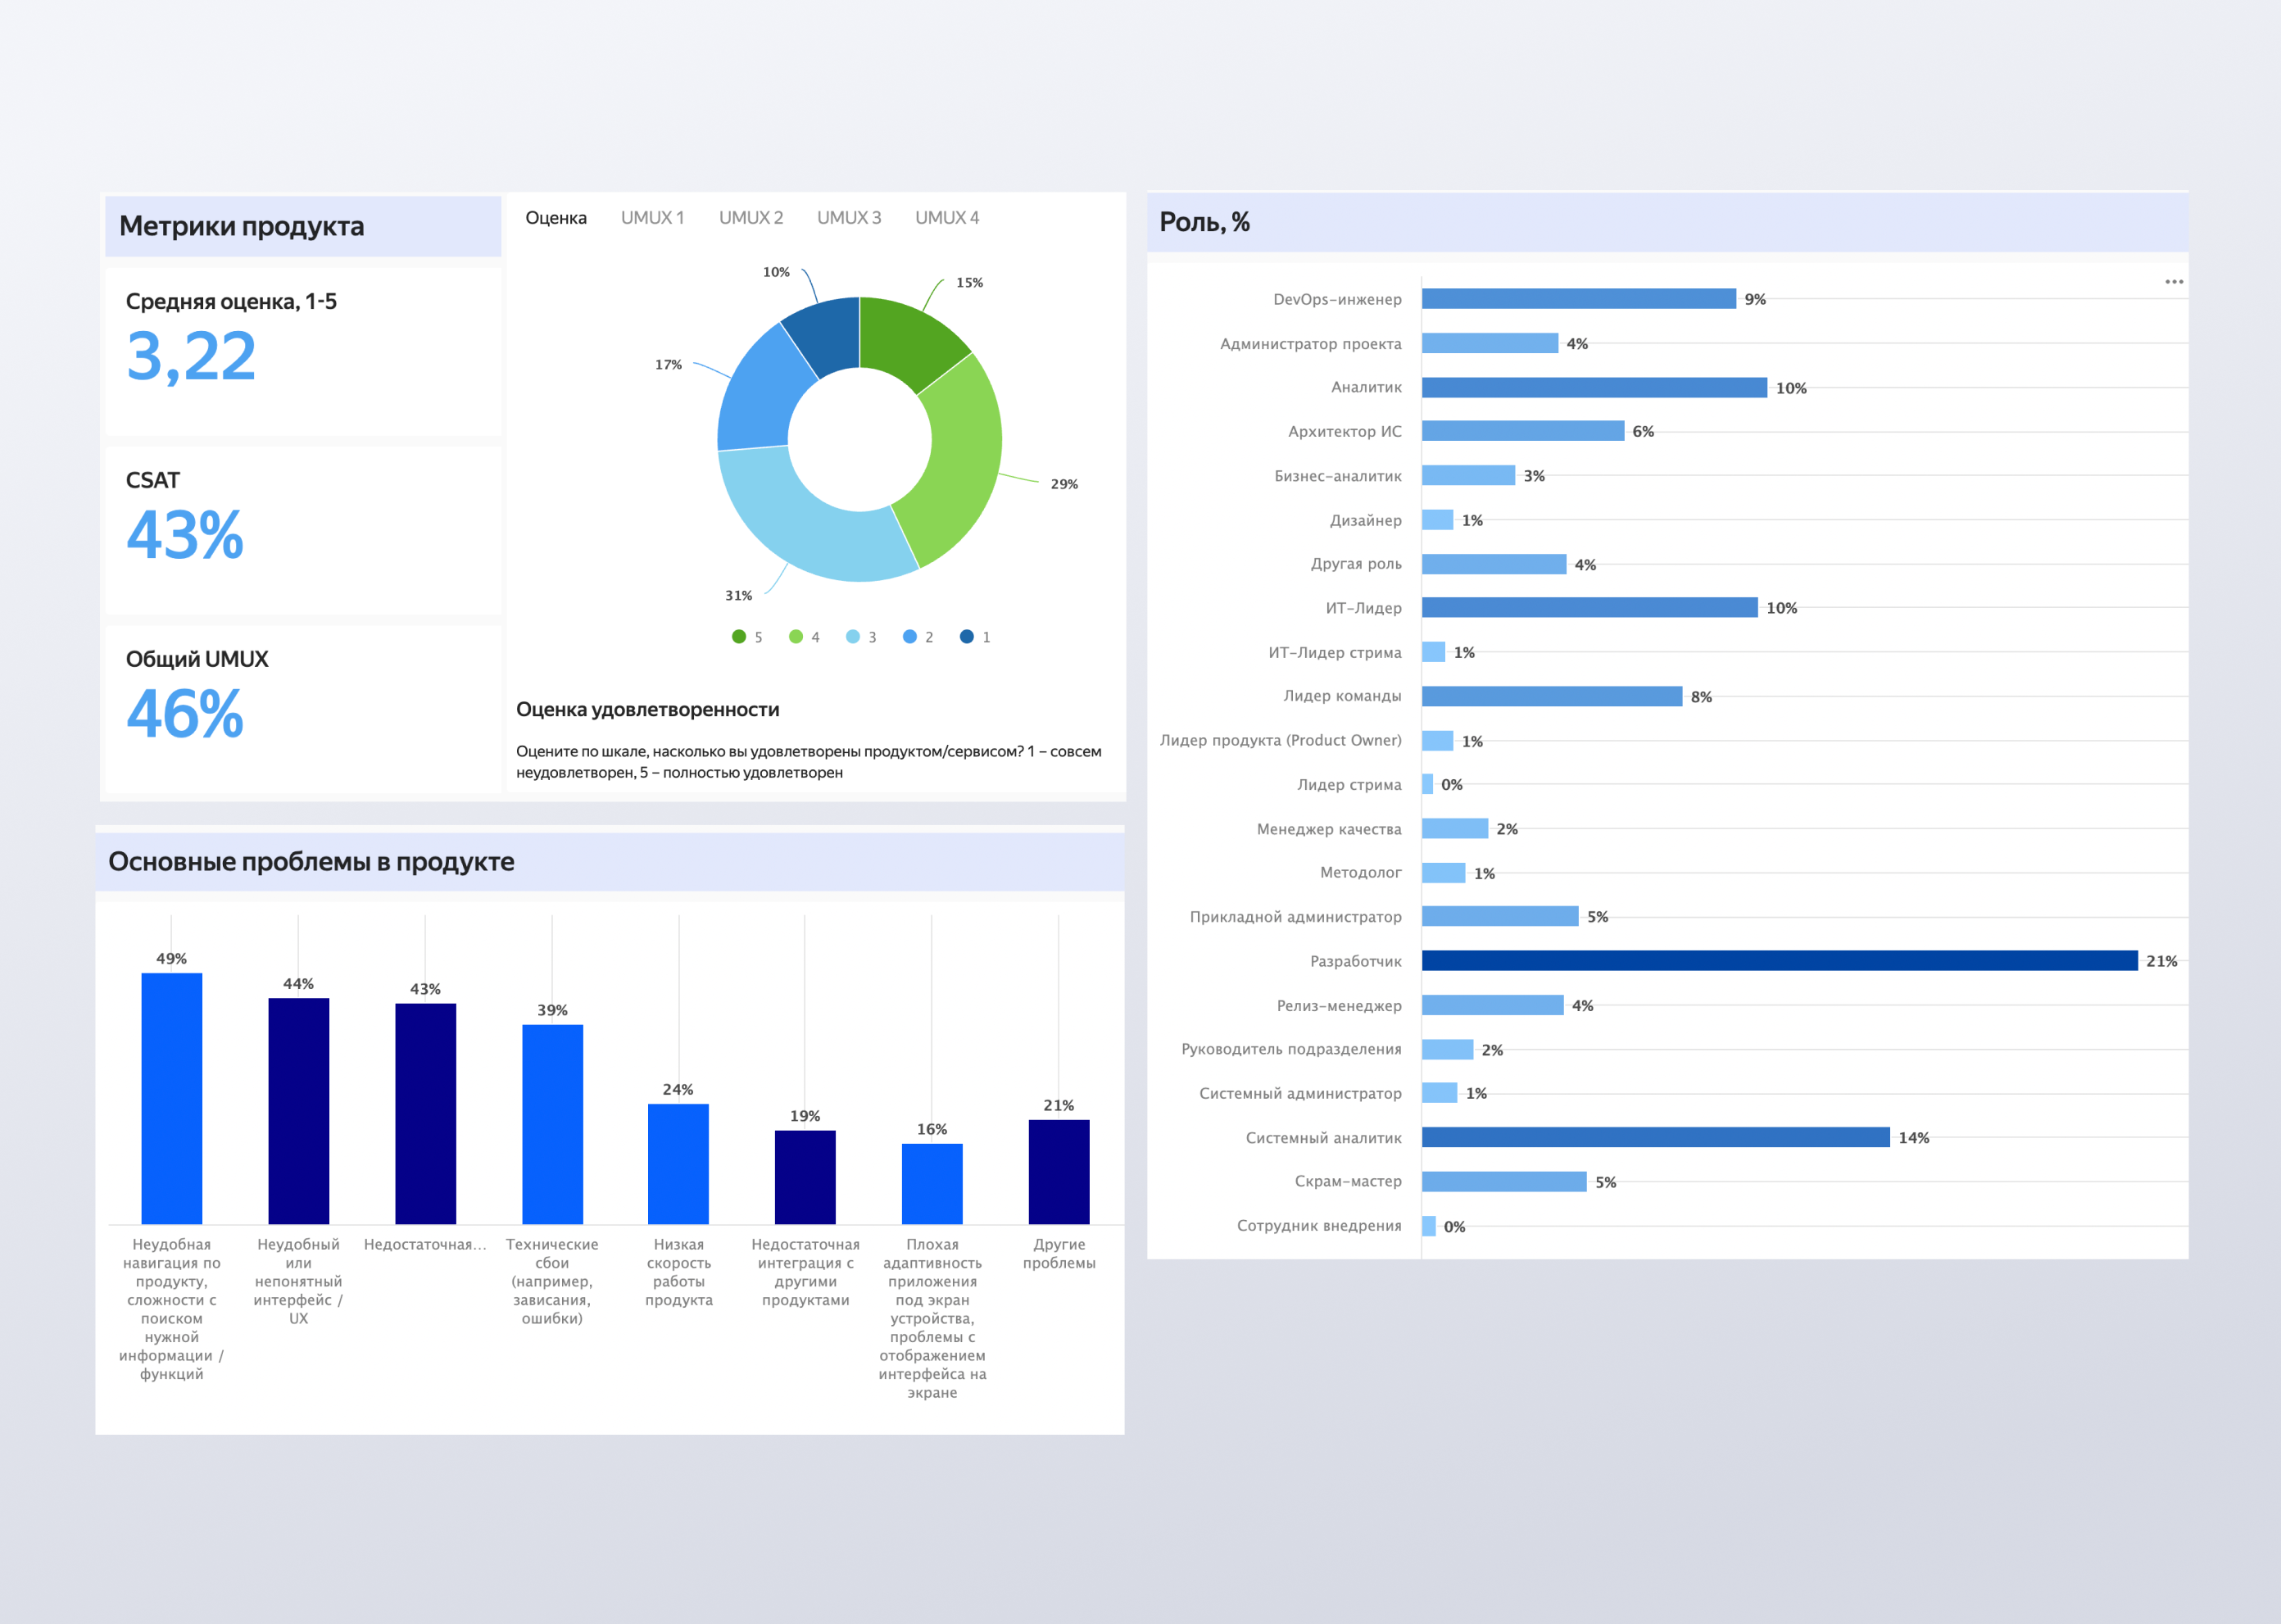 Метрики продукта
Средняя оценка, 1-5
3,22
CSAT
43%
Общий UMUX
46%
Оценка UMUX 1 UMUX 2 UMUX 3 UMUX 4
10%
15%
17%
29%
31%
5 4 3 2 1
Оценка удовлетворенности
Оцените по шкале, насколько вы удовлетворены продуктом/сервисом? 1 – совсем
неудовлетворен, 5 – полностью удовлетворен
Основные проблемы в продукте
49%
44%
43%
39%
24%
19%
16%
21%
Неудобная
навигация по
продукту,
сложности с
поиском
нужной
информации /
функций
Неудобный
или
непонятный
интерфейс /
UX
Недостаточная...
Технические
сбои
(например,
зависания,
ошибки)
Низкая
скорость
работы
продукта
Недостаточная
интеграция с
другими
продуктами
Плохая
адаптивность
приложения
под экран
устройства,
проблемы с
отображением
интерфейса на
экране
Другие
проблемы
Роль, %
DevOps-инженер 9%
Администратор проекта 4%
Аналитик 10%
Архитектор ИС 6%
Бизнес-аналитик 3%
Дизайнер 1%
Другая роль 4%
ИТ-Лидер 10%
ИТ-Лидер стрима 1%
Лидер команды 8%
Лидер продукта (Product Owner) 1%
Лидер стрима 0%
Менеджер качества 2%
Методолог 1%
Прикладной администратор 5%
Разработчик 21%
Релиз-менеджер 4%
Руководитель подразделения 2%
Системный администратор 1%
Системный аналитик 14%
Скрам-мастер 5%
Сотрудник внедрения 0%